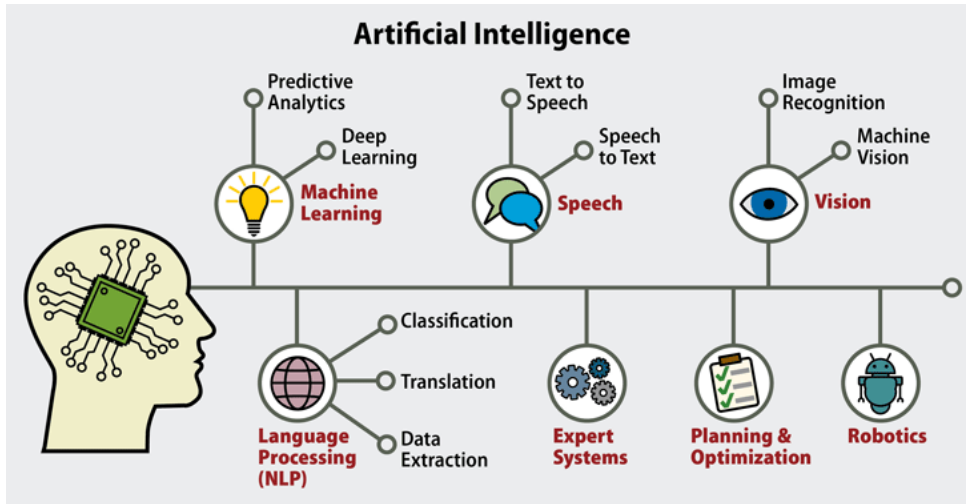 Artificial Intelligence
Predictive
Analytics
Deep
Learning
Machine
Learning
Text to
Speech
Speech
to Text
Speech
Image
Recognition
Machine
Vision
Vision
Classification
Translation
Data
Extraction
Language
Processing
(NLP)
Expert
Systems
Planning &
Optimization
Robotics